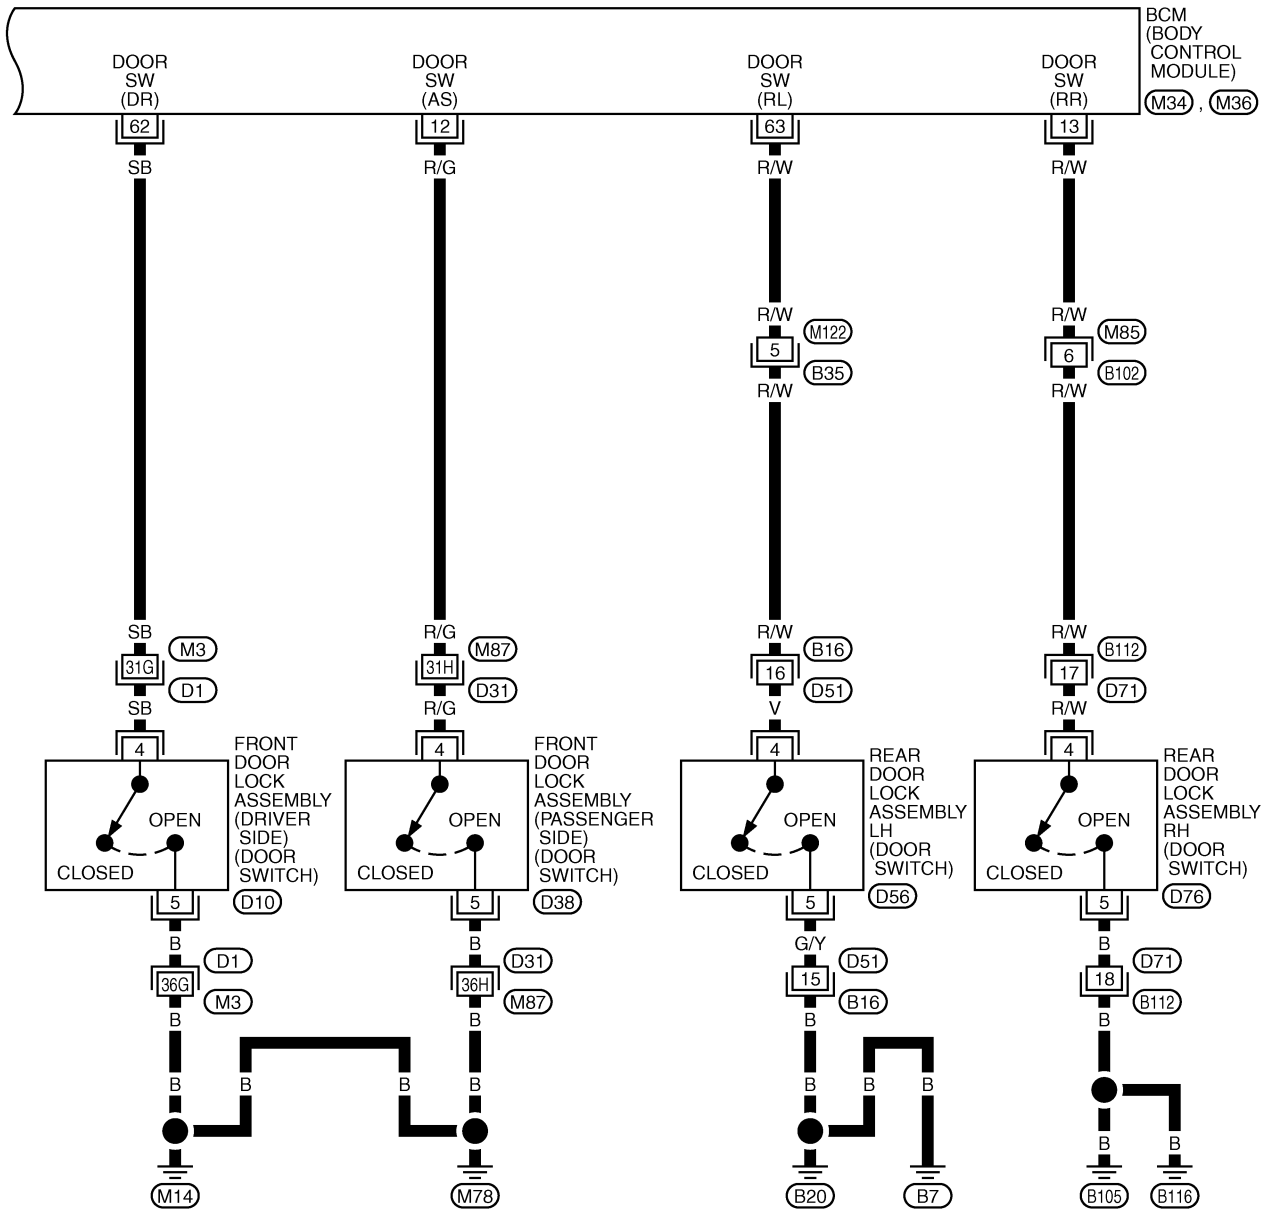 BCM
(BODY
CONTROL
MODULE)
M34 , M36
DOOR
SW
(DR)
DOOR
SW
(AS)
DOOR
SW
(RL)
DOOR
SW
(RR)
62 12 63 13
SB R/G R/W R/W
R/W R/W
M122 M85
5 6
B35 B102
R/W R/W
SB R/G R/W R/W
M3 M87 B16 B112
31G 31H 16 17
D1 D31 D51 D71
SB R/G V R/W
4 4 4 4
FRONT
DOOR
LOCK
ASSEMBLY
(DRIVER
SIDE)
(DOOR
SWITCH)
D10
FRONT
DOOR
LOCK
ASSEMBLY
(PASSENGER
SIDE)
(DOOR
SWITCH)
D38
REAR
DOOR
LOCK
ASSEMBLY
LH
(DOOR
SWITCH)
D56
REAR
DOOR
LOCK
ASSEMBLY
RH
(DOOR
SWITCH)
D76
OPEN OPEN OPEN OPEN
CLOSED CLOSED CLOSED CLOSED
5 5 5 5
B B G/Y B
D1 D31 D51 D71
36G 36H 15 18
M3 M87 B16 B112
B B B B
B B B B B B B
B B
M14 M78 B20 B7 B105 B116